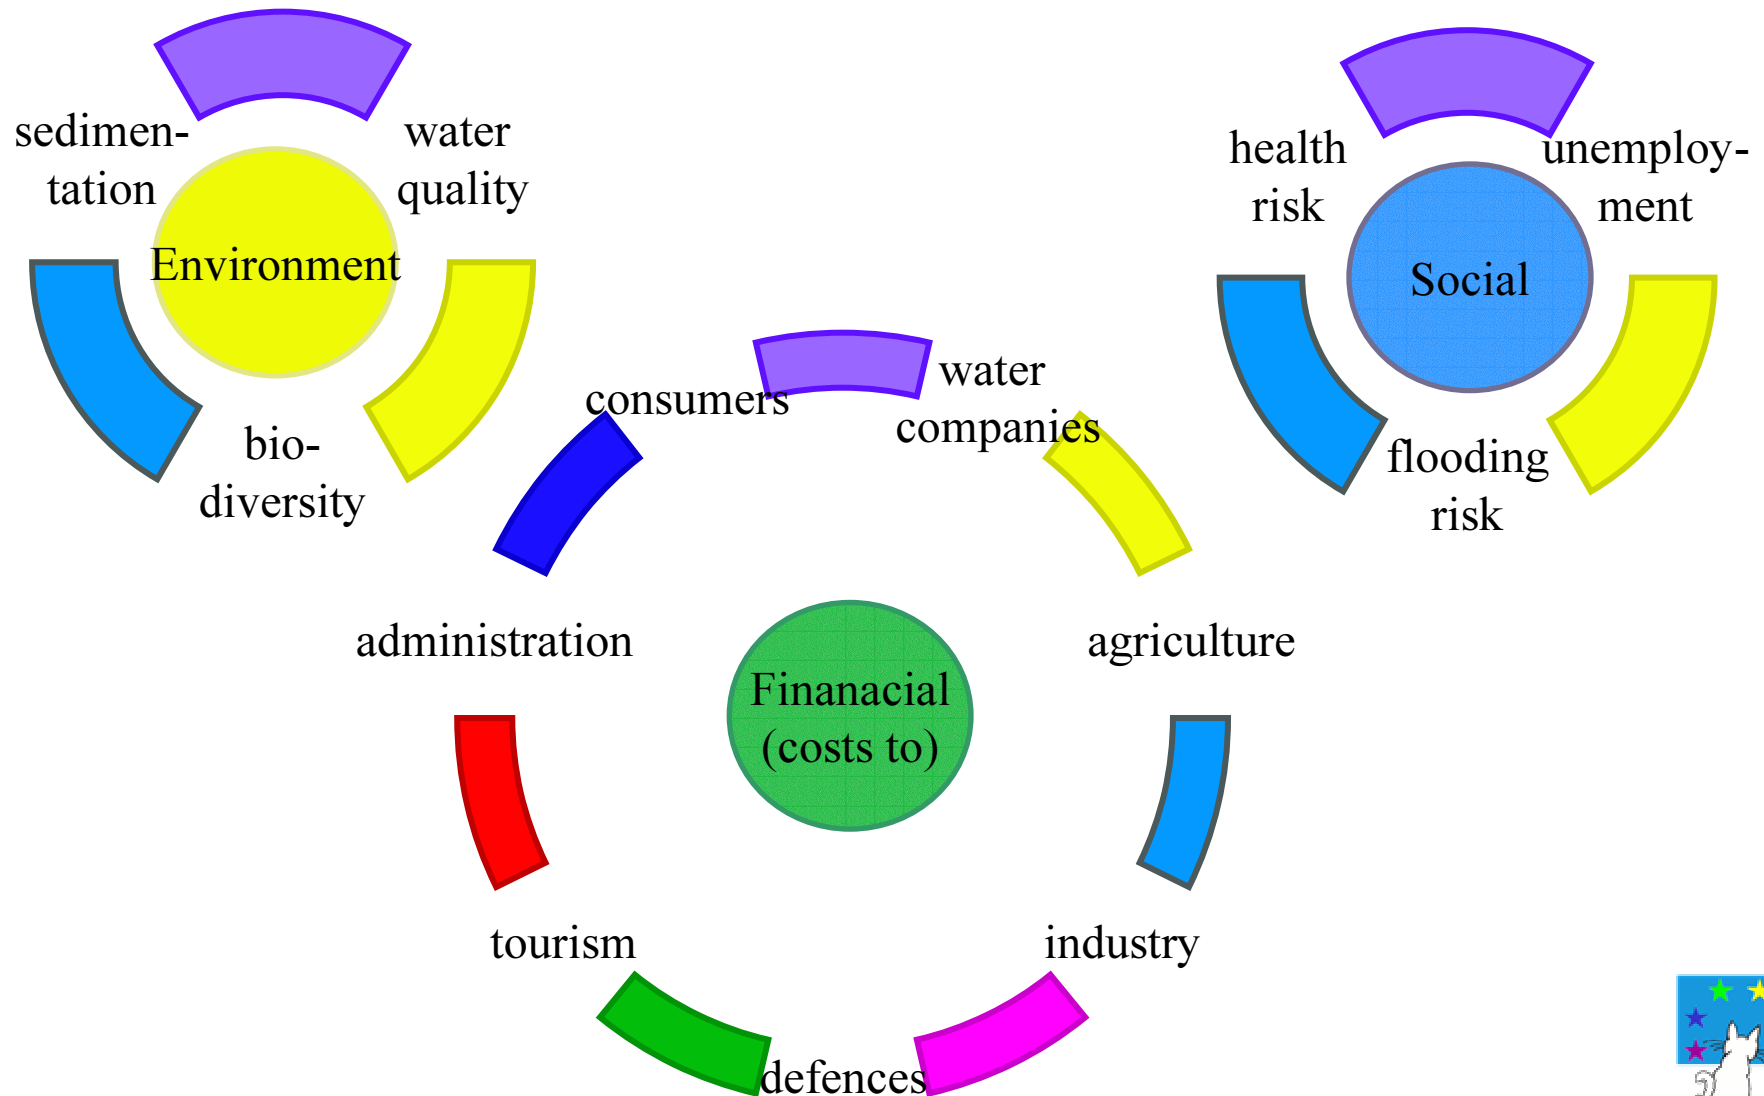 sedimen-
tation
water
quality
Environment
bio-
diversity
health
risk
unemploy-
ment
Social
flooding
risk
consumers
water
companies
administration
agriculture
Finanacial
(costs to)
tourism
industry
defences